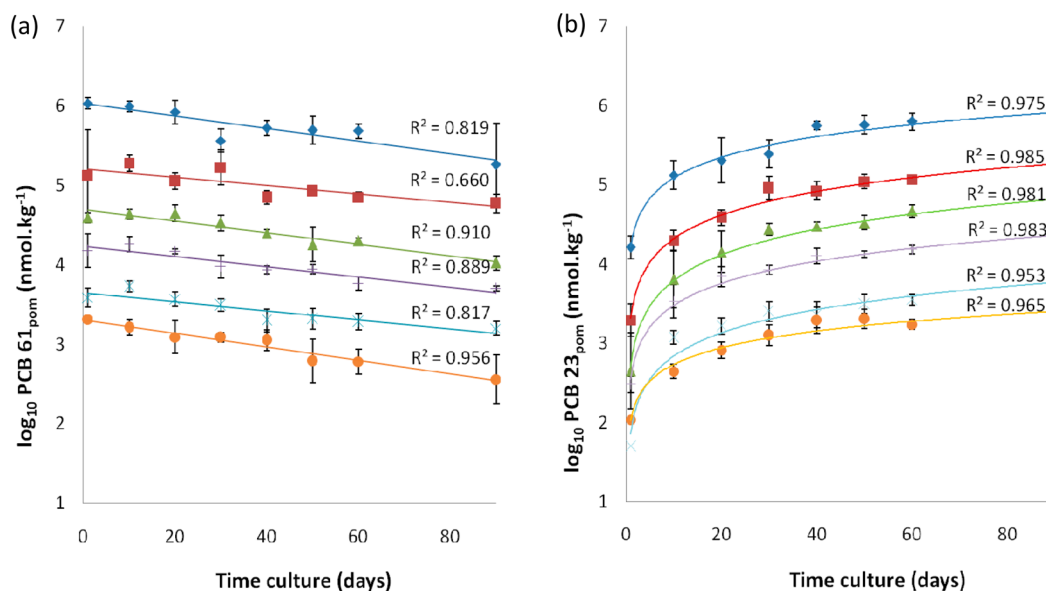 (a)
log₁₀ PCB 61pom (nmol.kg⁻¹)
7
6
5
4
3
2
1
R² = 0.819
R² = 0.660
R² = 0.910
R² = 0.889
R² = 0.817
R² = 0.956
0
20
40
60
80
Time culture (days)
(b)
log₁₀ PCB 23pom (nmol.kg⁻¹)
7
6
5
4
3
2
1
R² = 0.975
R² = 0.985
R² = 0.981
R² = 0.983
R² = 0.953
R² = 0.965
0
20
40
60
80
Time culture (days)